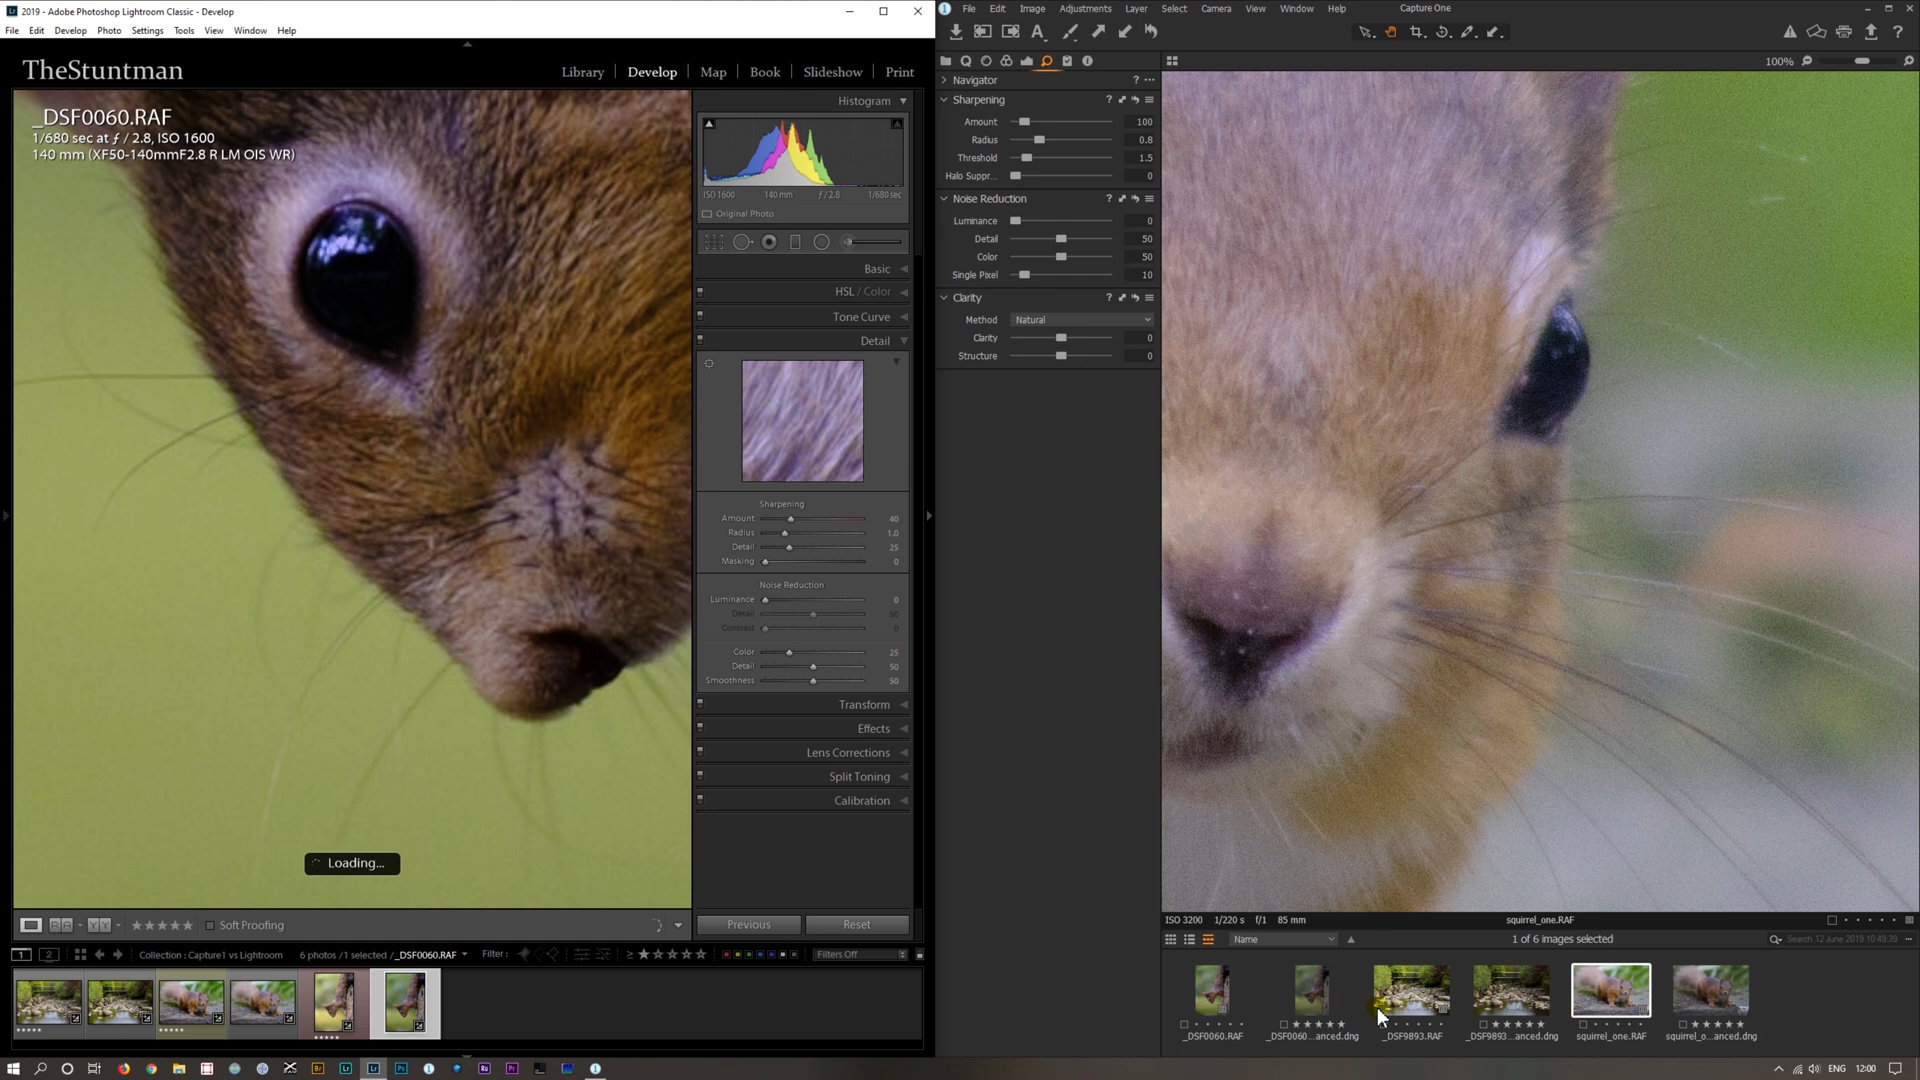 2019 - Adobe Photoshop Lightroom Classic - Develop
File Edit Develop Photo Settings Tools View Window Help
TheStuntman
Library Develop Map Book Slideshow Print
_DSF0060.RAF
1/680 sec at ƒ / 2.8, ISO 1600
140 mm (XF50-140mmF2.8 R LM OIS WR)
Loading...
Histogram
ISO 1600 140 mm ƒ / 2.8 1/680 sec
Original Photo
Basic
HSL / Color
Tone Curve
Detail
Sharpening
Amount 40
Radius 1.0
Detail 25
Masking 0
Noise Reduction
Luminance 0
Detail 50
Contrast 0
Color 25
Detail 50
Smoothness 50
Transform
Effects
Lens Corrections
Split Toning
Calibration
Previous Reset
Soft Proofing
1 2 Collection : Capture1 vs Lightroom 6 photos /1 selected /_DSF0060.RAF Filter : Filters Off
File Edit Image Adjustments Layer Select Camera View Window Help Capture One
100%
Navigator
Sharpening
Amount 100
Radius 0.8
Threshold 1.5
Halo Suppr... 0
Noise Reduction
Luminance 0
Detail 50
Color 50
Single Pixel 10
Clarity
Method Natural
Clarity 0
Structure 0
ISO 3200 1/220 s f/1 85 mm squirrel_one.RAF
Name 1 of 6 images selected Search 12 June 2019 10:49:39
_DSF0060.RAF _DSF0060...anced.dng _DSF9893.RAF _DSF9893...anced.dng squirrel_one.RAF squirrel_o...anced.dng
ENG 12:00